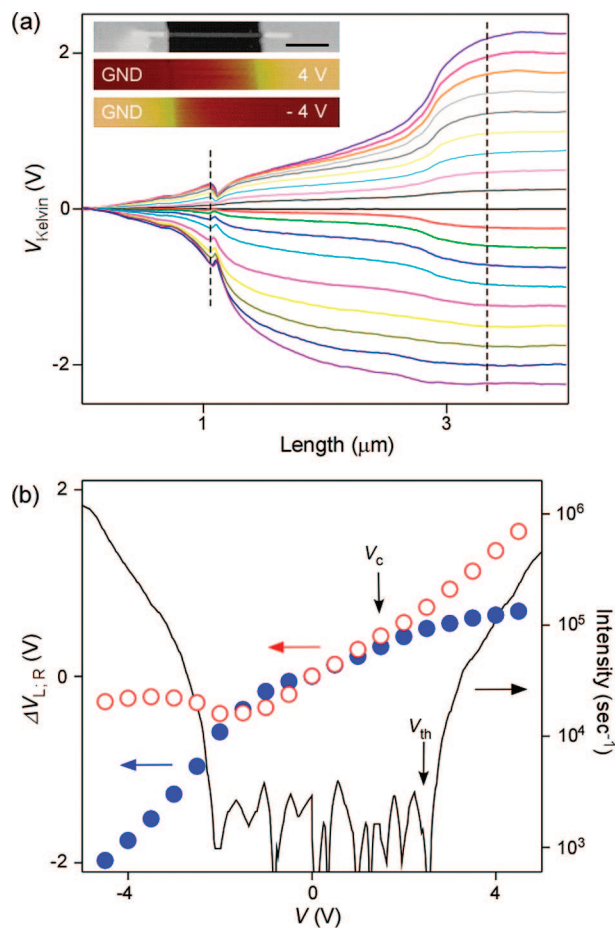 (a)
2
GND 4 V
GND - 4 V
V_Kelvin (V)
0
-2
1 3
Length (μm)
(b)
2
10^6
V_c
10^5
ΔV_L; R (V)
0
Intensity (sec^-1)
V_th
10^4
10^3
-2
-4 0 4
V (V)